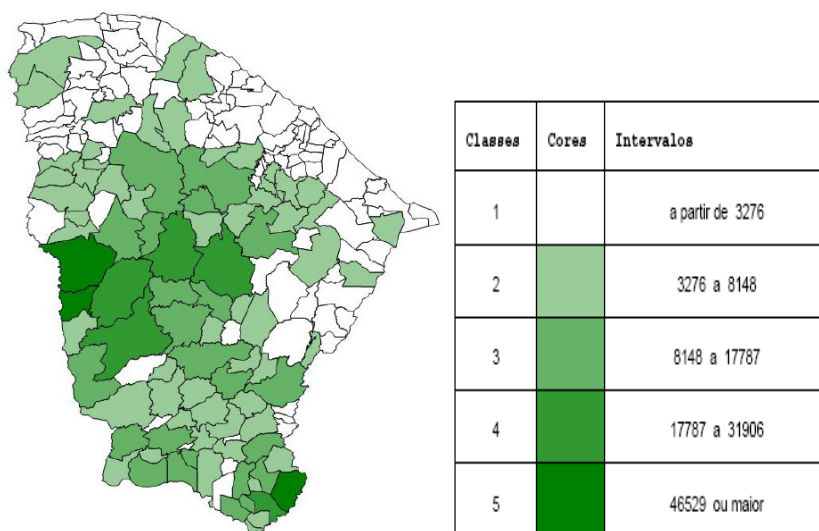 Classes Cores Intervalos
1 a partir de 3276
2 3276 a 8148
3 8148 a 17787
4 17787 a 31906
5 46529 ou maior